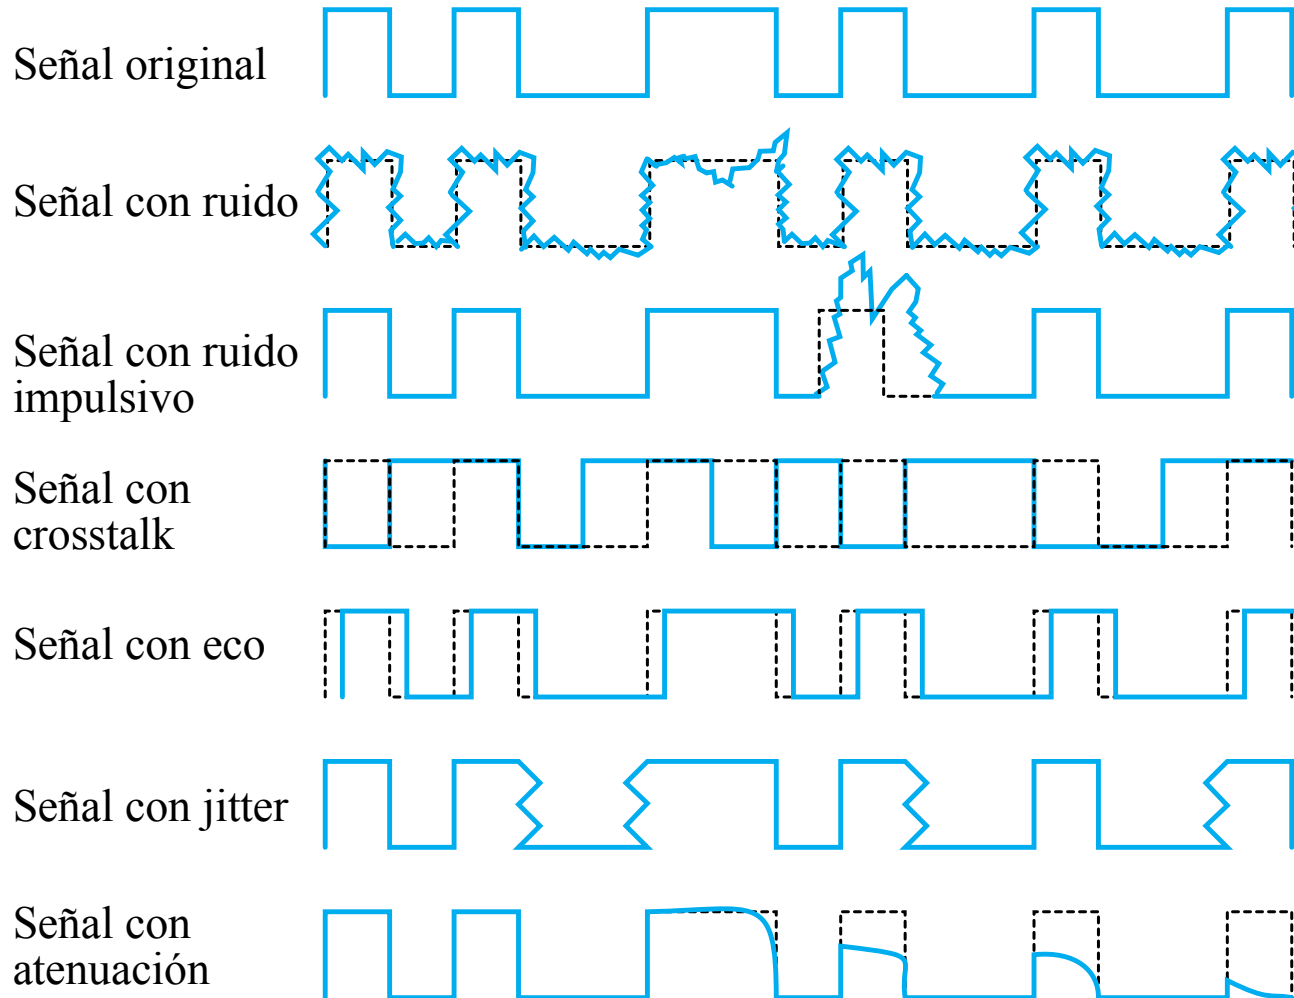 Señal original
Señal con ruido
Señal con ruido
impulsivo
Señal con
crosstalk
Señal con eco
Señal con jitter
Señal con
atenuación